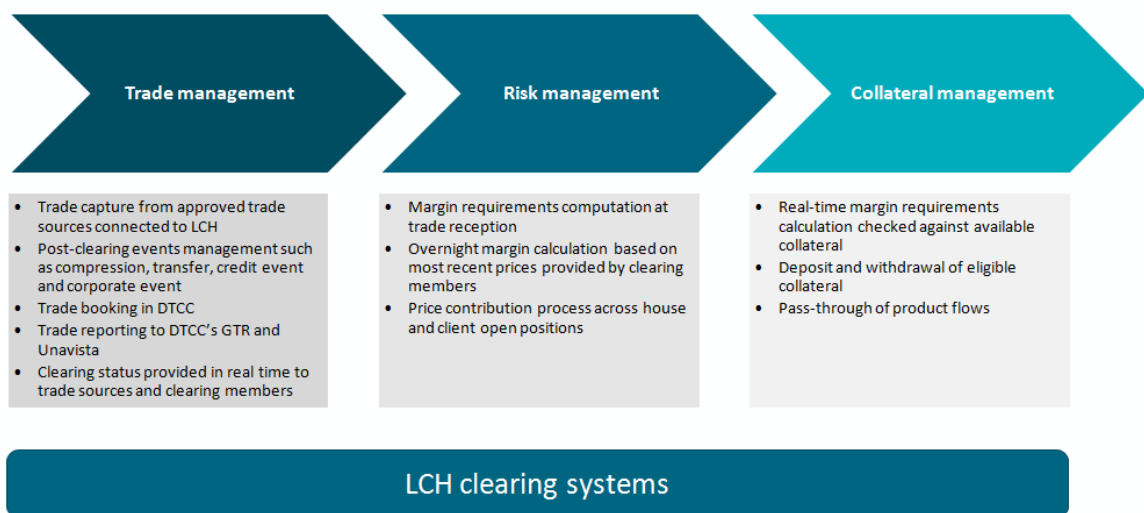 Trade management
Risk management
Collateral management
• Trade capture from approved trade
sources connected to LCH
• Post-clearing events management such
as compression, transfer, credit event
and corporate event
• Trade booking in DTCC
• Trade reporting to DTCC's GTR and
Unavista
• Clearing status provided in real time to
trade sources and clearing members
• Margin requirements computation at
trade reception
• Overnight margin calculation based on
most recent prices provided by clearing
members
• Price contribution process across house
and client open positions
• Real-time margin requirements
calculation checked against available
collateral
• Deposit and withdrawal of eligible
collateral
• Pass-through of product flows
LCH clearing systems